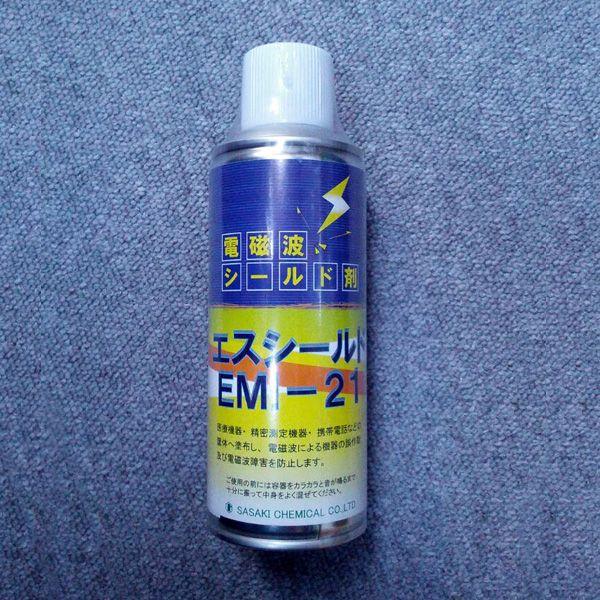 電磁波
シールド剤
エスシールド
EMI－21
医療機器・精密測定機器・携帯電話などの
筐体へ塗布し、電磁波による機器の誤作動
及び電磁波障害を防止します。
ご使用の前には容器をカラカラと音が鳴るまで
十分に振って中身をよく混ぜてください。
SASAKI CHEMICAL CO.,LTD